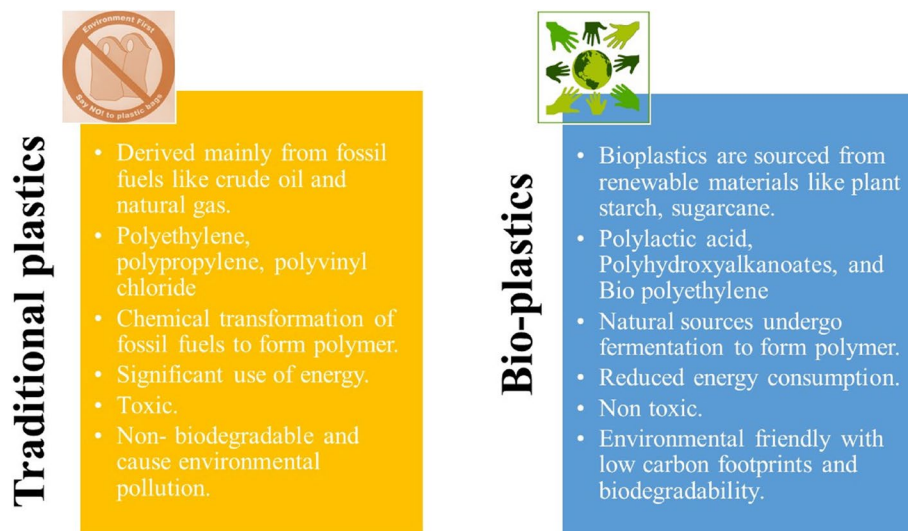 Environment First
Say NO! to plastic bags
Traditional plastics
• Derived mainly from fossil
fuels like crude oil and
natural gas.
• Polyethylene,
polypropylene, polyvinyl
chloride
• Chemical transformation of
fossil fuels to form polymer.
• Significant use of energy.
• Toxic.
• Non- biodegradable and
cause environmental
pollution.
Bio-plastics
• Bioplastics are sourced from
renewable materials like plant
starch, sugarcane.
• Polylactic acid,
Polyhydroxyalkanoates, and
Bio polyethylene
• Natural sources undergo
fermentation to form polymer.
• Reduced energy consumption.
• Non toxic.
• Environmental friendly with
low carbon footprints and
biodegradability.